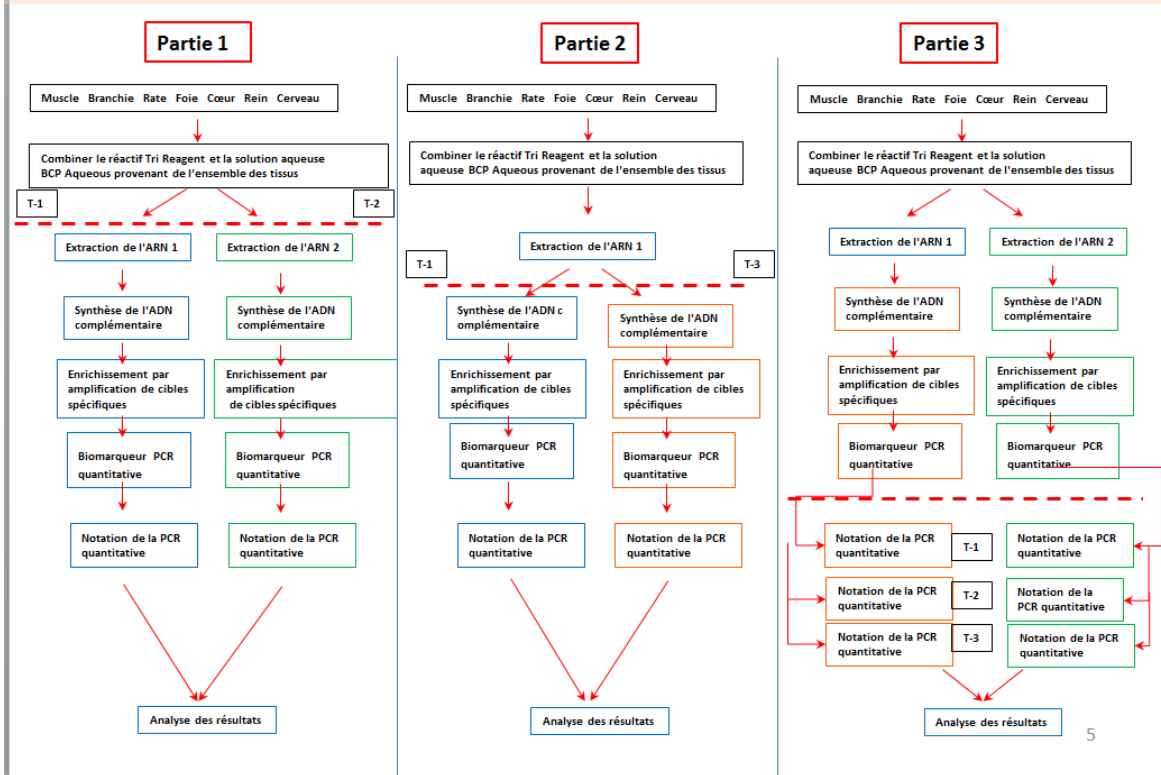 Partie 1
Muscle Branchie Rate Foie Cœur Rein Cerveau
Combiner le réactif Tri Reagent et la solution aqueuse
BCP Aqueous provenant de l'ensemble des tissus
T-1
T-2
Extraction de l'ARN 1
Extraction de l'ARN 2
Synthèse de l'ADN
complémentaire
Synthèse de l'ADN
complémentaire
Enrichissement par
amplification de cibles
spécifiques
Enrichissement par
amplification
de cibles spécifiques
Biomarqueur PCR
quantitative
Biomarqueur PCR
quantitative
Notation de la PCR
quantitative
Notation de la PCR
quantitative
Analyse des résultats
Partie 2
Muscle Branchie Rate Foie Cœur Rein Cerveau
Combiner le réactif Tri Reagent et la solution
aqueuse BCP Aqueous provenant de l'ensemble des tissus
Extraction de l'ARN 1
T-1
T-3
Synthèse de l'ADN c
omplémentaire
Synthèse de l'ADN
complémentaire
Enrichissement par
amplification de cibles
spécifiques
Enrichissement par
amplification de cibles
spécifiques
Biomarqueur PCR
quantitative
Biomarqueur PCR
quantitative
Notation de la PCR
quantitative
Notation de la PCR
quantitative
Analyse des résultats
Partie 3
Muscle Branchie Rate Foie Cœur Rein Cerveau
Combiner le réactif Tri Reagent et la solution
aqueuse BCP Aqueous provenant de l'ensemble des tissus
Extraction de l'ARN 1
Extraction de l'ARN 2
Synthèse de l'ADN
complémentaire
Synthèse de l'ADN
complémentaire
Enrichissement par
amplification de cibles
spécifiques
Enrichissement par
amplification de cibles
spécifiques
Biomarqueur PCR
quantitative
Biomarqueur PCR
quantitative
Notation de la PCR
quantitative
T-1
Notation de la PCR
quantitative
Notation de la PCR
quantitative
T-2
Notation de la
PCR quantitative
Notation de la PCR
quantitative
T-3
Notation de la PCR
quantitative
Analyse des résultats
5